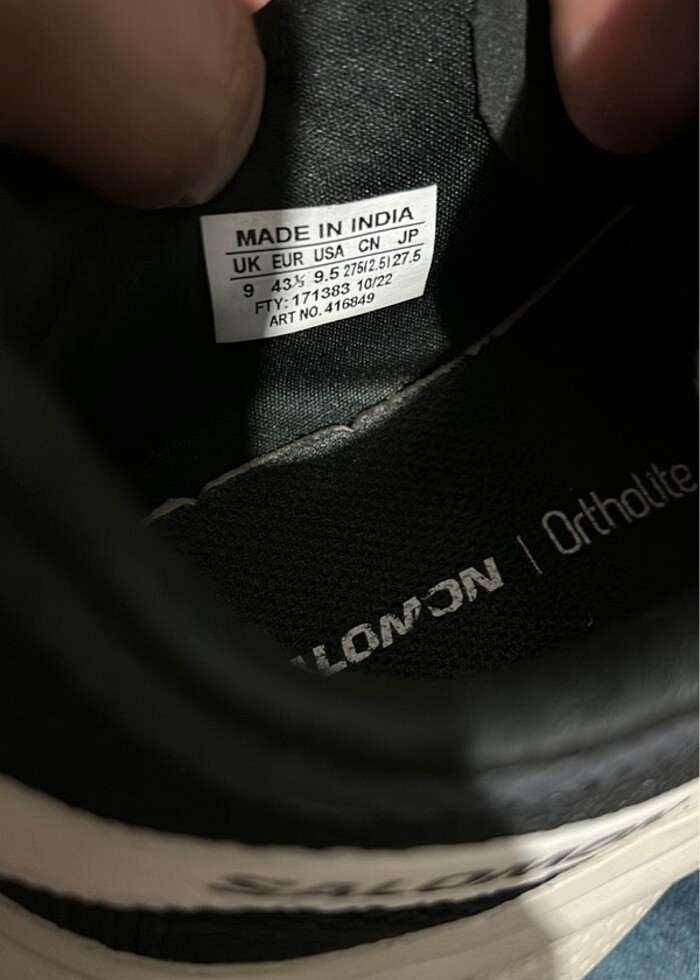 MADE IN INDIA
UK EUR USA CN JP
9 43⅓ 9.5 275(2.5) 27.5
FTY: 171383 10/22
ART NO. 416849
SALOMON | Ortholite
SALOMON